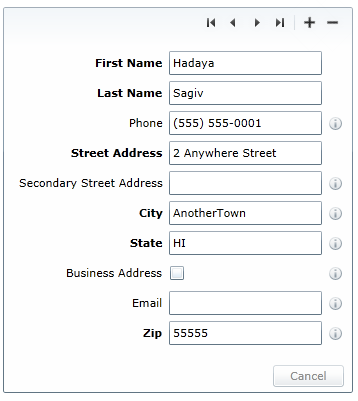 First Name Hadaya
Last Name Sagiv
Phone (555) 555-0001
Street Address 2 Anywhere Street
Secondary Street Address
City AnotherTown
State HI
Business Address
Email
Zip 55555
Cancel